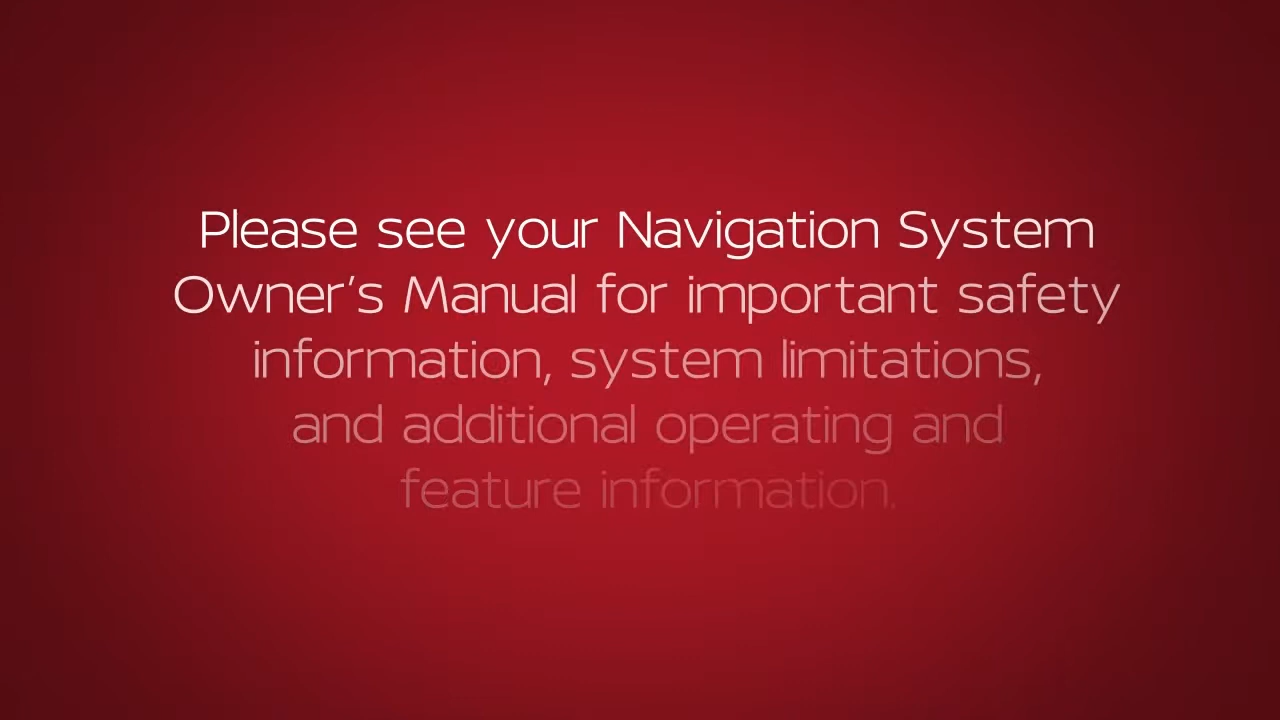 Please see your Navigation System
Owner's Manual for important safety
information, system limitations,
and additional operating and
feature information.